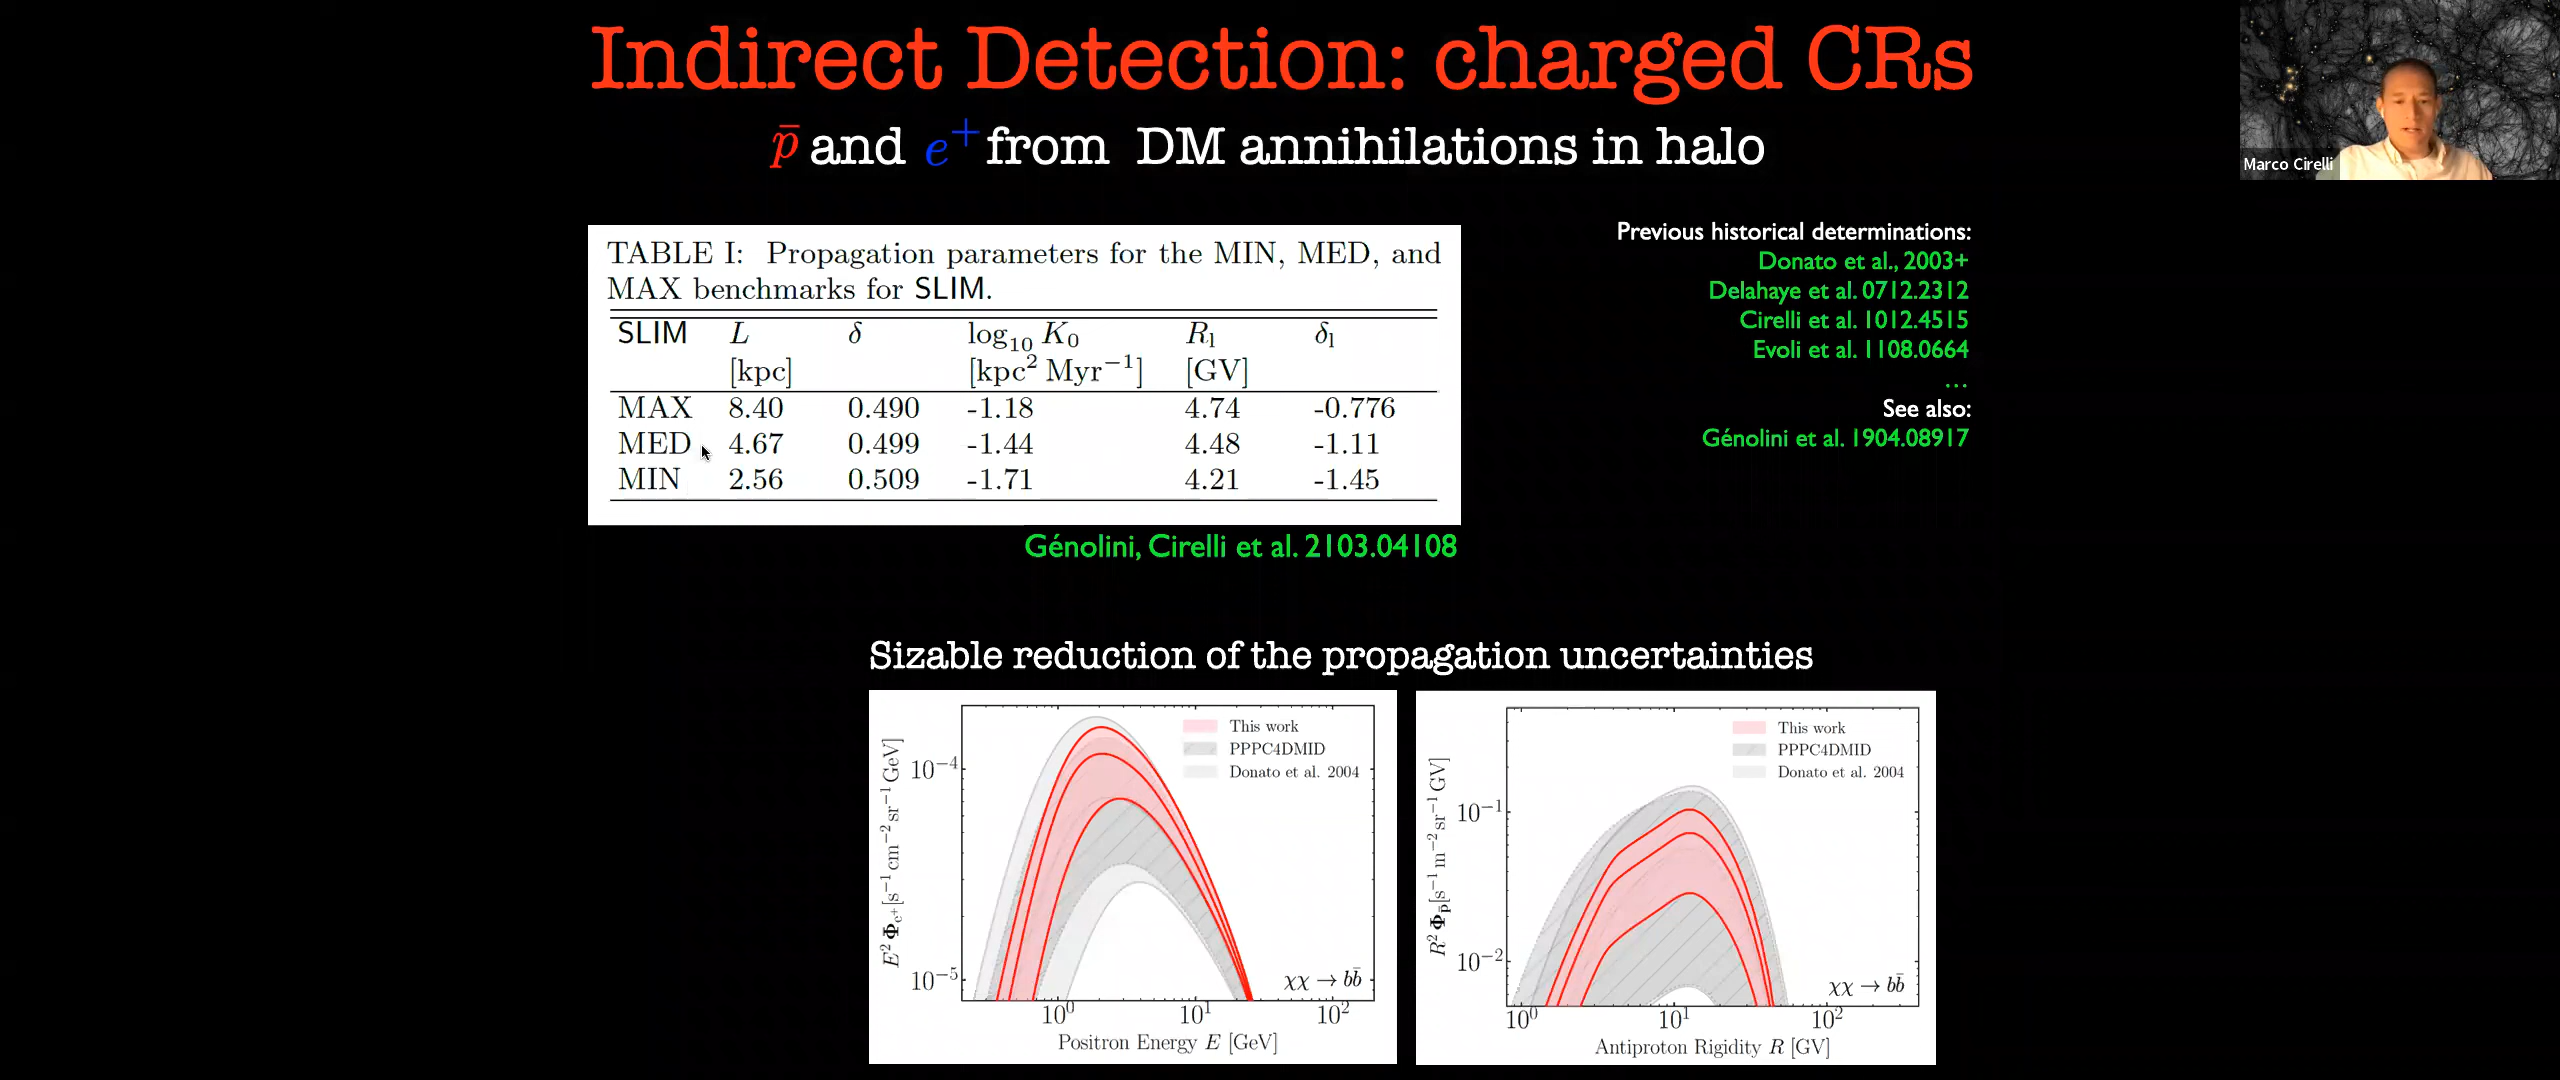 Indirect Detection: charged CRs
p̄ and e⁺ from DM annihilations in halo
Marco Cirelli
TABLE I: Propagation parameters for the MIN, MED, and
MAX benchmarks for SLIM.
SLIM L δ log₁₀ K₀ Rₗ δₗ
[kpc] [kpc² Myr⁻¹] [GV]
MAX 8.40 0.490 -1.18 4.74 -0.776
MED 4.67 0.499 -1.44 4.48 -1.11
MIN 2.56 0.509 -1.71 4.21 -1.45
Génolini, Cirelli et al. 2103.04108
Previous historical determinations:
Donato et al., 2003+
Delahaye et al. 0712.2312
Cirelli et al. 1012.4515
Evoli et al. 1108.0664
...
See also:
Génolini et al. 1904.08917
Sizable reduction of the propagation uncertainties
This work
PPPC4DMID
Donato et al. 2004
E² Φₑ₊ [s⁻¹ cm⁻² sr⁻¹ GeV]
10⁻⁴
10⁻⁵
χχ → bb̄
10⁰ 10¹ 10²
Positron Energy E [GeV]
This work
PPPC4DMID
Donato et al. 2004
R² Φp̄ [s⁻¹ m⁻² sr⁻¹ GV]
10⁻¹
10⁻²
χχ → bb̄
10⁰ 10¹ 10²
Antiproton Rigidity R [GV]